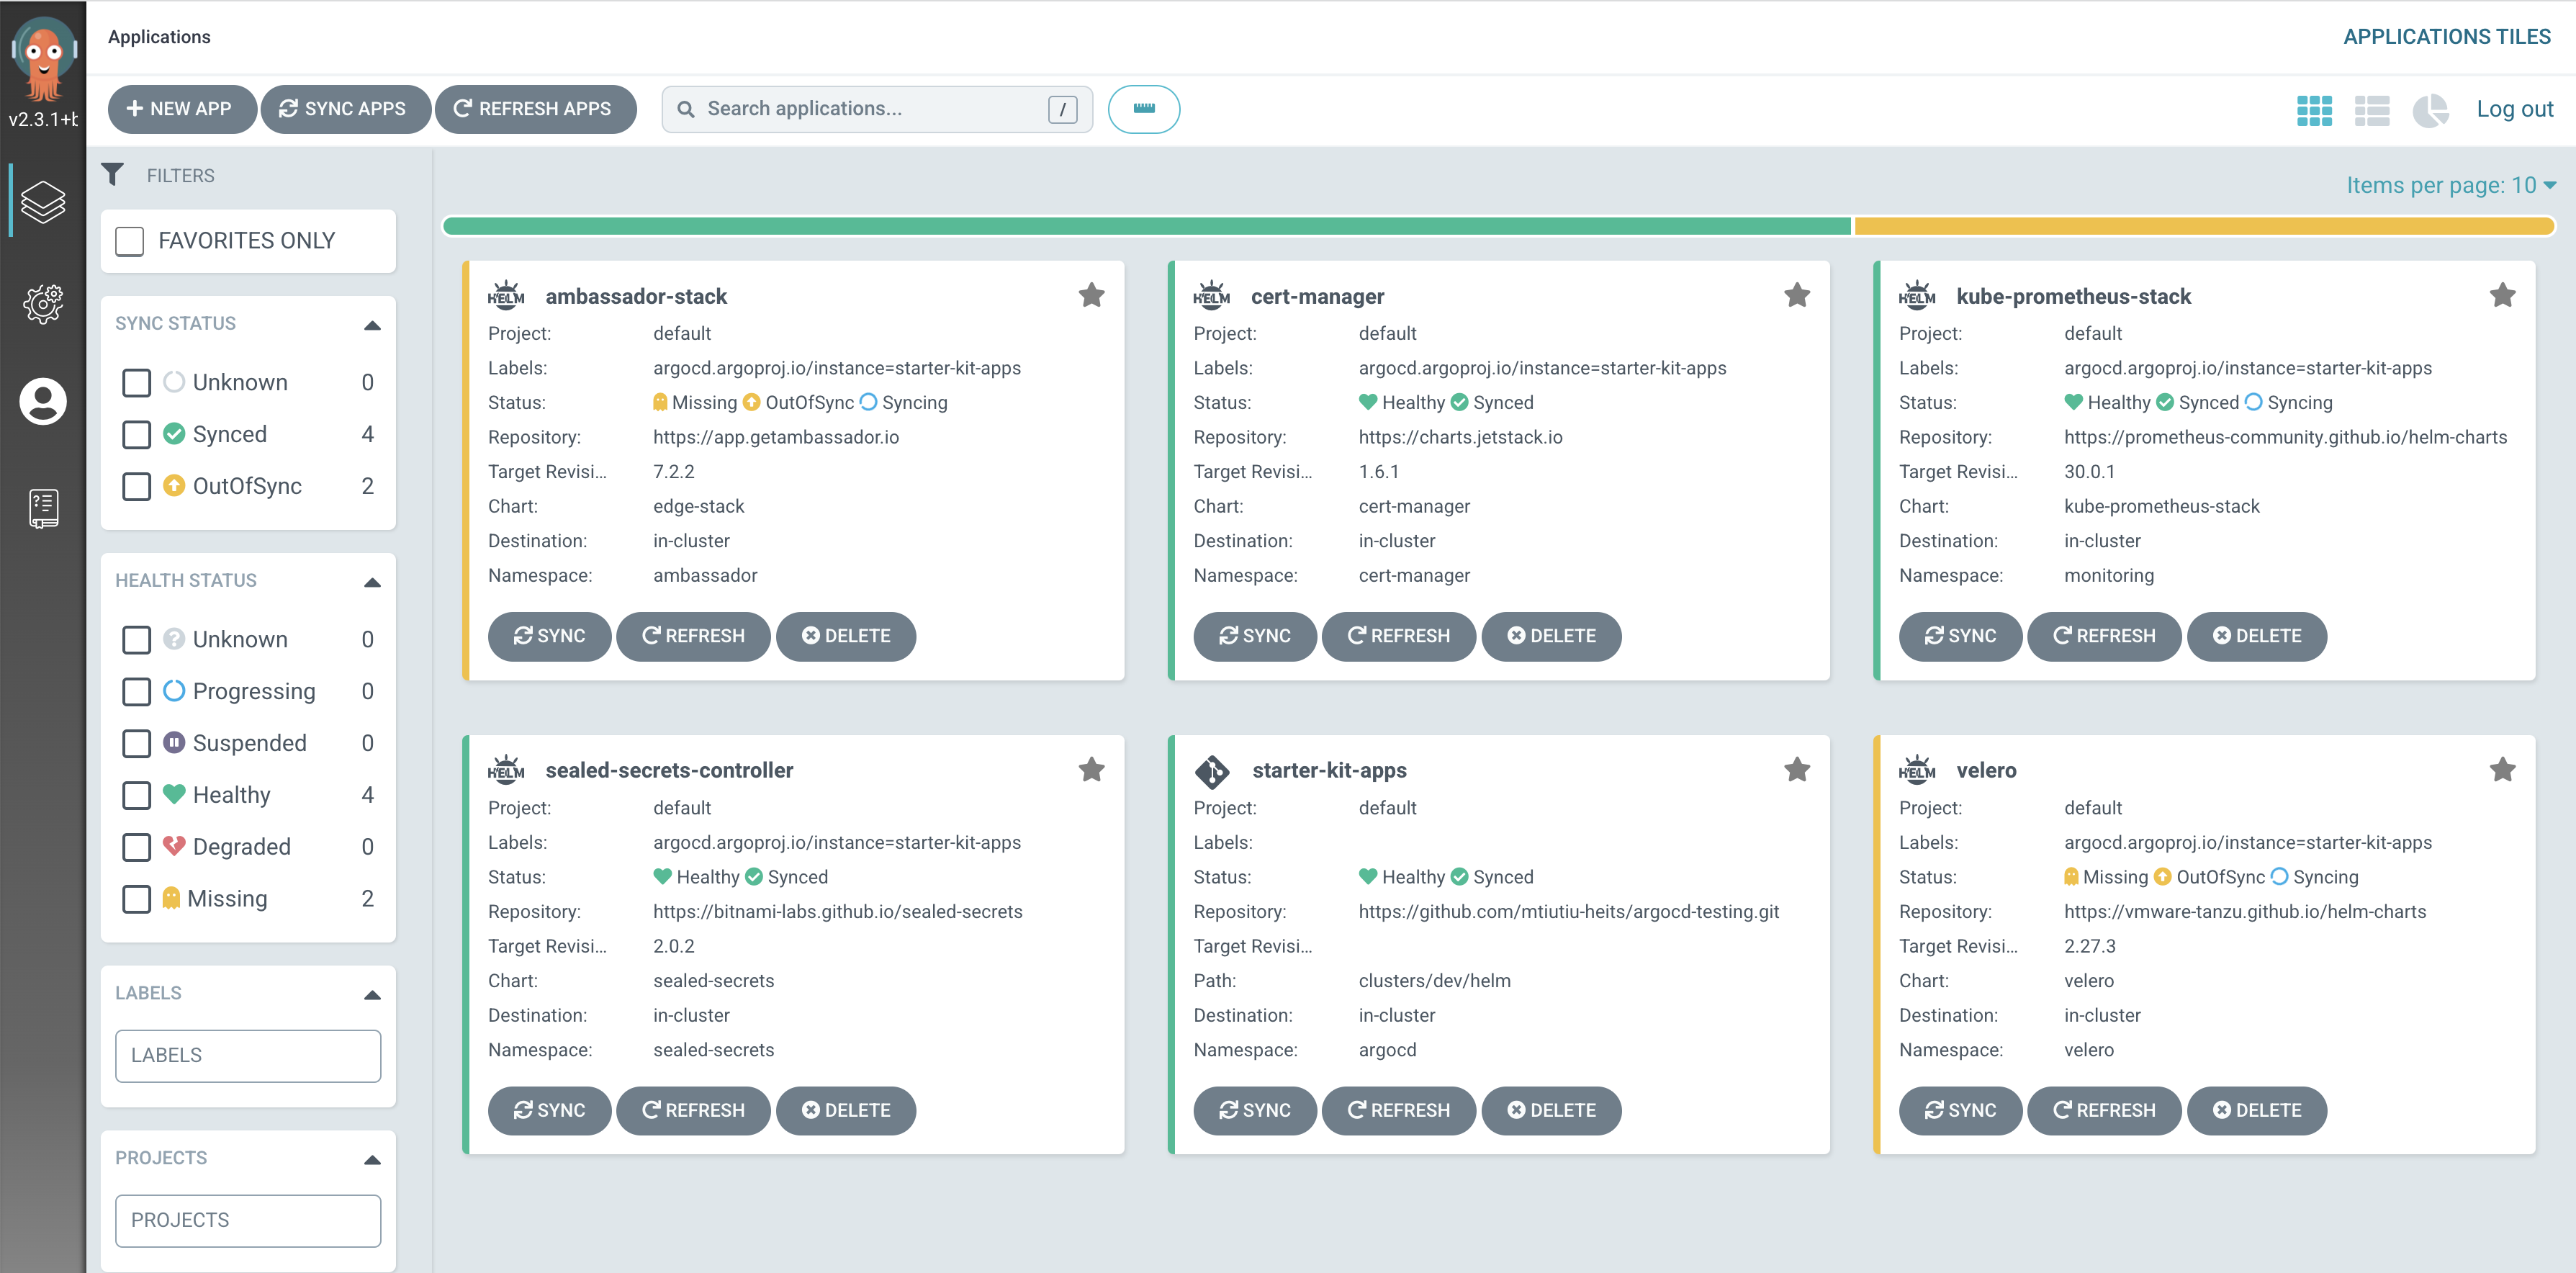 Applications
APPLICATIONS TILES
v2.3.1+b
NEW APP
SYNC APPS
REFRESH APPS
Search applications...
/
Log out
FILTERS
Items per page: 10
FAVORITES ONLY
SYNC STATUS
Unknown 0
Synced 4
OutOfSync 2
HEALTH STATUS
Unknown 0
Progressing 0
Suspended 0
Healthy 4
Degraded 0
Missing 2
LABELS
LABELS
PROJECTS
PROJECTS
HELM ambassador-stack
Project: default
Labels: argocd.argoproj.io/instance=starter-kit-apps
Status: Missing OutOfSync Syncing
Repository: https://app.getambassador.io
Target Revisi... 7.2.2
Chart: edge-stack
Destination: in-cluster
Namespace: ambassador
SYNC REFRESH DELETE
HELM cert-manager
Project: default
Labels: argocd.argoproj.io/instance=starter-kit-apps
Status: Healthy Synced
Repository: https://charts.jetstack.io
Target Revisi... 1.6.1
Chart: cert-manager
Destination: in-cluster
Namespace: cert-manager
SYNC REFRESH DELETE
HELM kube-prometheus-stack
Project: default
Labels: argocd.argoproj.io/instance=starter-kit-apps
Status: Healthy Synced Syncing
Repository: https://prometheus-community.github.io/helm-charts
Target Revisi... 30.0.1
Chart: kube-prometheus-stack
Destination: in-cluster
Namespace: monitoring
SYNC REFRESH DELETE
HELM sealed-secrets-controller
Project: default
Labels: argocd.argoproj.io/instance=starter-kit-apps
Status: Healthy Synced
Repository: https://bitnami-labs.github.io/sealed-secrets
Target Revisi... 2.0.2
Chart: sealed-secrets
Destination: in-cluster
Namespace: sealed-secrets
SYNC REFRESH DELETE
starter-kit-apps
Project: default
Labels:
Status: Healthy Synced
Repository: https://github.com/mtiutiu-heits/argocd-testing.git
Target Revisi...
Path: clusters/dev/helm
Destination: in-cluster
Namespace: argocd
SYNC REFRESH DELETE
HELM velero
Project: default
Labels: argocd.argoproj.io/instance=starter-kit-apps
Status: Missing OutOfSync Syncing
Repository: https://vmware-tanzu.github.io/helm-charts
Target Revisi... 2.27.3
Chart: velero
Destination: in-cluster
Namespace: velero
SYNC REFRESH DELETE